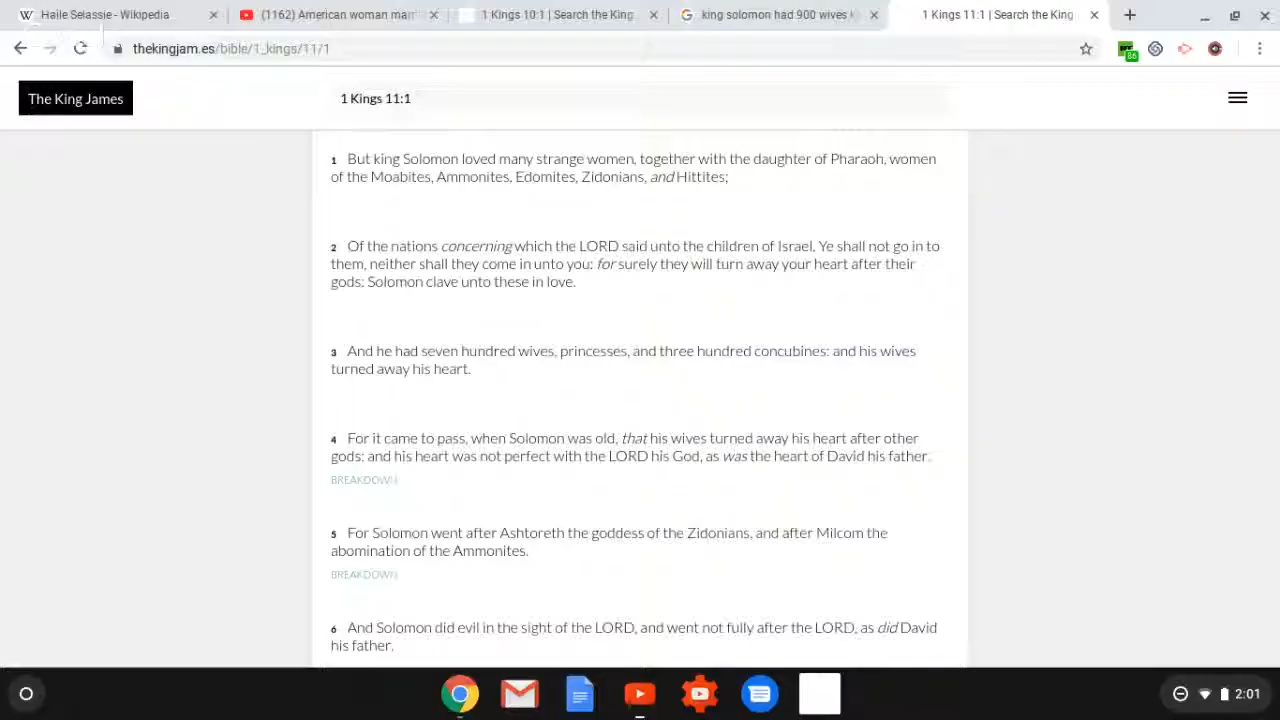 Haile Selassie - Wikipedia
(1162) American woman mar
1 Kings 10:1 | Search the King
king solomon had 900 wives k
1 Kings 11:1 | Search the King
thekingjam.es/bible/1_kings/11/1
86
The King James
1 Kings 11:1
1 But king Solomon loved many strange women, together with the daughter of Pharaoh, women
of the Moabites, Ammonites, Edomites, Zidonians, and Hittites;
2 Of the nations concerning which the LORD said unto the children of Israel, Ye shall not go in to
them, neither shall they come in unto you: for surely they will turn away your heart after their
gods: Solomon clave unto these in love.
3 And he had seven hundred wives, princesses, and three hundred concubines: and his wives
turned away his heart.
4 For it came to pass, when Solomon was old, that his wives turned away his heart after other
gods: and his heart was not perfect with the LORD his God, as was the heart of David his father.
BREAKDOWN
5 For Solomon went after Ashtoreth the goddess of the Zidonians, and after Milcom the
abomination of the Ammonites.
BREAKDOWN
6 And Solomon did evil in the sight of the LORD, and went not fully after the LORD, as did David
his father.
2:01